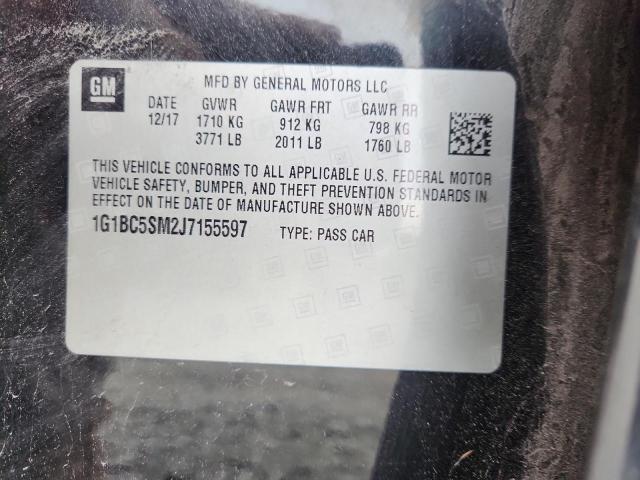 GM
MFD BY GENERAL MOTORS LLC
DATE GVWR GAWR FRT GAWR RR
12/17 1710 KG 912 KG 798 KG
3771 LB 2011 LB 1760 LB
THIS VEHICLE CONFORMS TO ALL APPLICABLE U.S. FEDERAL MOTOR
VEHICLE SAFETY, BUMPER, AND THEFT PREVENTION STANDARDS IN
EFFECT ON THE DATE OF MANUFACTURE SHOWN ABOVE.
1G1BC5SM2J7155597 TYPE: PASS CAR